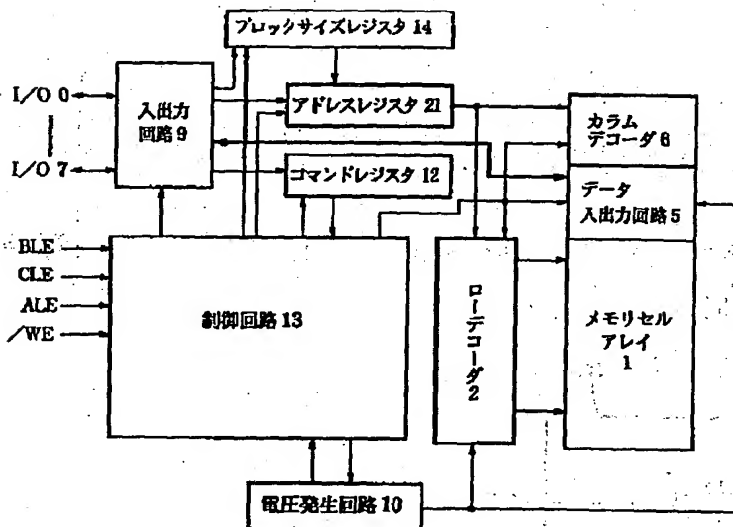 ブロックサイズレジスタ 14
I/O 0
I/O 7
入出力
回路 9
アドレスレジスタ 21
コマンドレジスタ 12
カラム
デコーダ 6
データ
入出力回路 5
BLE
CLE
ALE
/WE
制御回路 13
ローデコーダ 2
メモリセル
アレイ
1
電圧発生回路 10